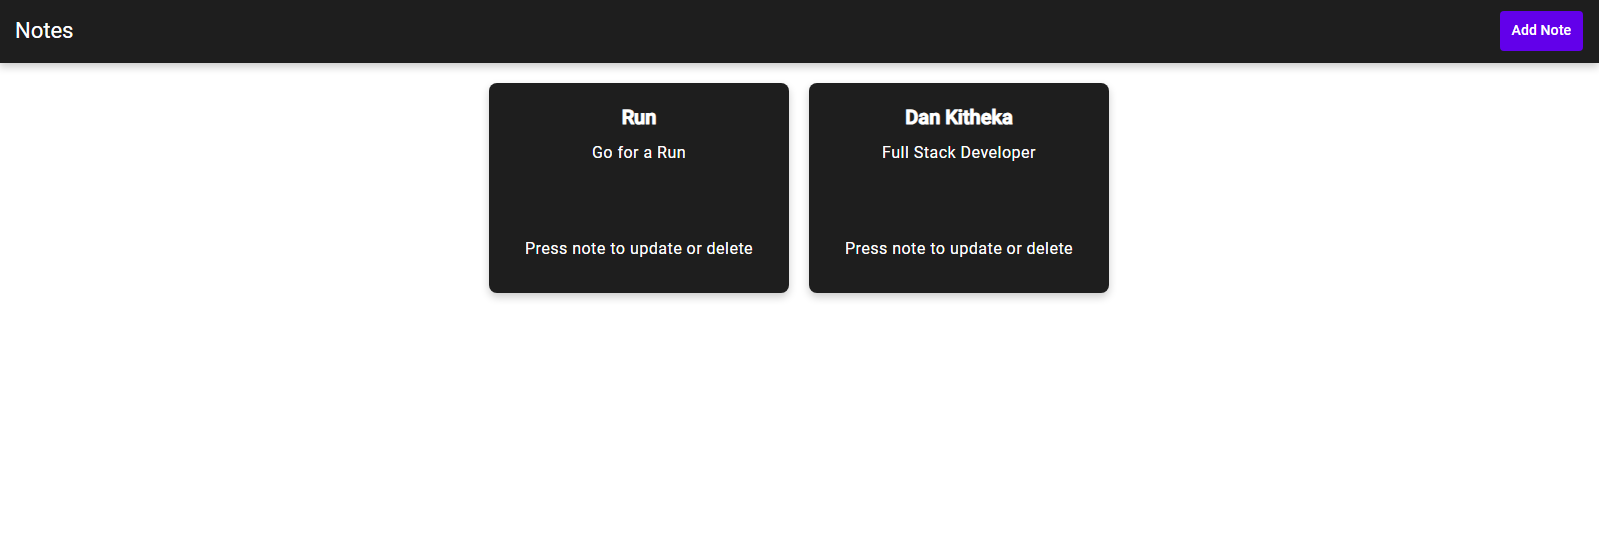 Notes
Add Note
Run
Go for a Run
Press note to update or delete
Dan Kitheka
Full Stack Developer
Press note to update or delete